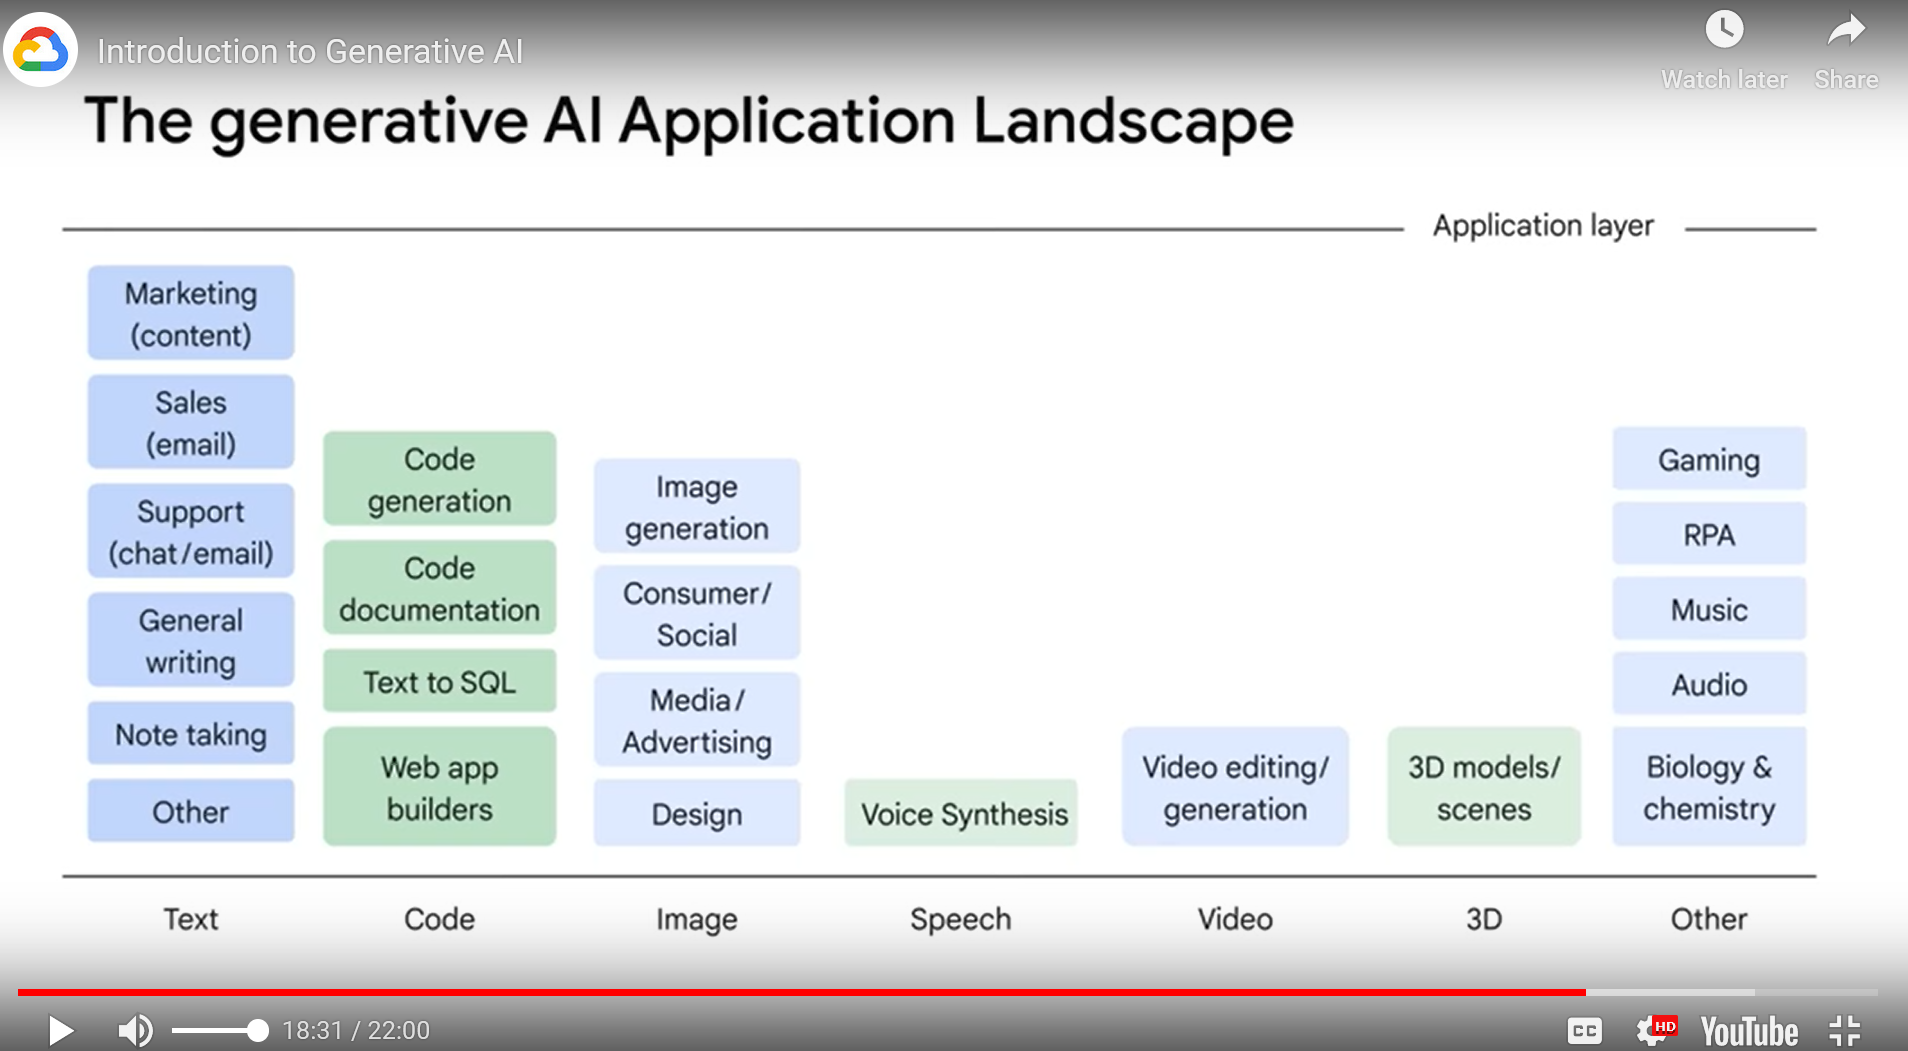 Introduction to Generative AI
Watch later
Share
The generative AI Application Landscape
Application layer
Marketing
(content)
Sales
(email)
Support
(chat/email)
General
writing
Note taking
Other
Text
Code
generation
Code
documentation
Text to SQL
Web app
builders
Code
Image
generation
Consumer/
Social
Media/
Advertising
Design
Image
Voice Synthesis
Speech
Video editing/
generation
Video
3D models/
scenes
3D
Gaming
RPA
Music
Audio
Biology &
chemistry
Other
18:31 / 22:00
CC
HD
YouTube